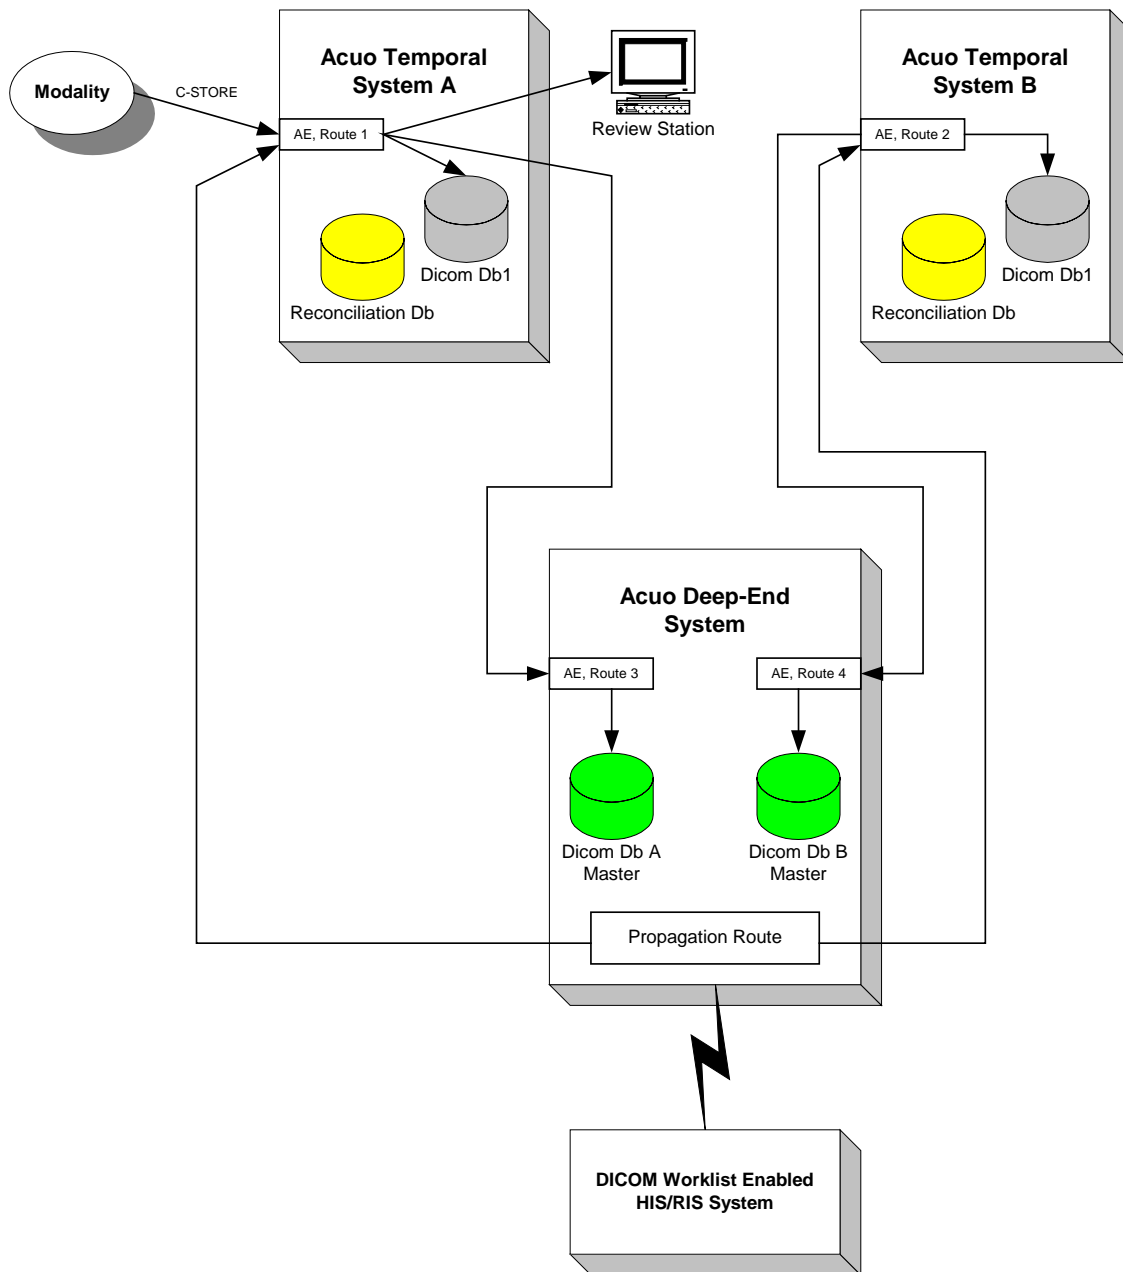 Acuo Temporal
System A
Acuo Temporal
System B
Modality
C-STORE
AE, Route 1
Review Station
AE, Route 2
Dicom Db1
Reconciliation Db
Dicom Db1
Reconciliation Db
Acuo Deep-End
System
AE, Route 3
AE, Route 4
Dicom Db A
Master
Dicom Db B
Master
Propagation Route
DICOM Worklist Enabled
HIS/RIS System